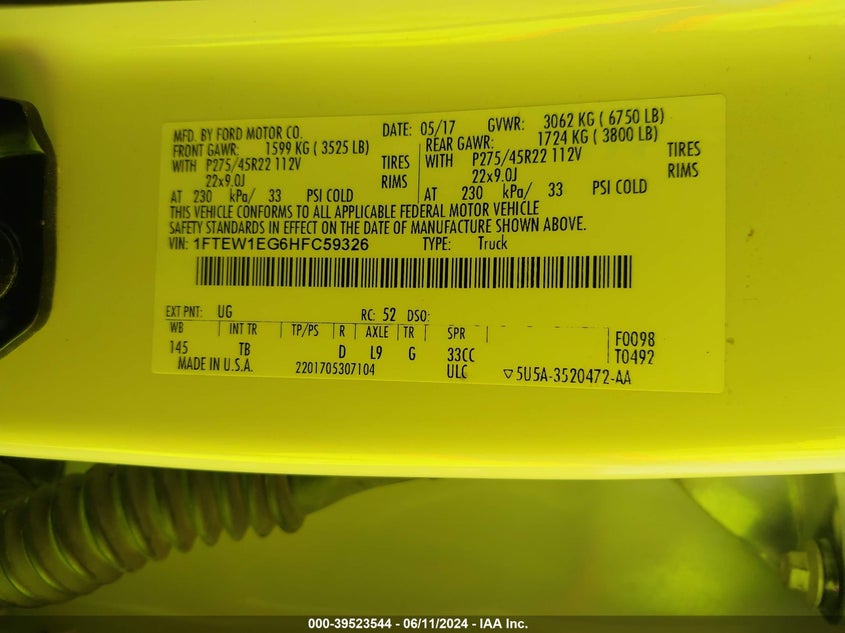 MFD. BY FORD MOTOR CO. DATE: 05/17 GVWR: 3062 KG ( 6750 LB)
FRONT GAWR: 1599 KG ( 3525 LB) REAR GAWR: 1724 KG ( 3800 LB)
WITH P275/45R22 112V TIRES WITH P275/45R22 112V TIRES
22x9.0J RIMS 22x9.0J RIMS
AT 230 kPa/ 33 PSI COLD AT 230 kPa/ 33 PSI COLD
THIS VEHICLE CONFORMS TO ALL APPLICABLE FEDERAL MOTOR VEHICLE
SAFETY STANDARDS IN EFFECT ON THE DATE OF MANUFACTURE SHOWN ABOVE.
VIN: 1FTEW1EG6HFC59326 TYPE: Truck
EXT PNT: UG RC: 52 DSO:
WB INT TR TP/PS R AXLE TR SPR F0098
145 TB D L9 G 33CC T0492
MADE IN U.S.A. 2201705307104 ULC ▽5U5A-3520472-AA
000-39523544 - 06/11/2024 - IAA Inc.